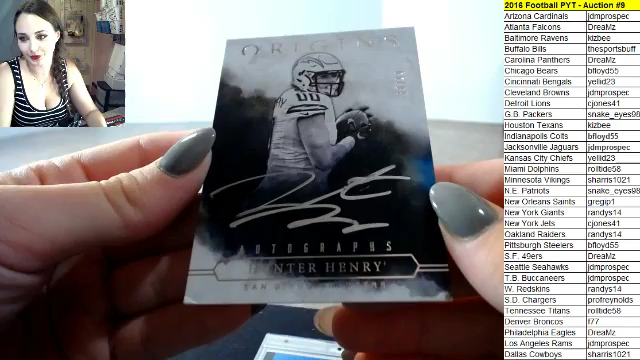 2016 Football PYT - Auction #9
Arizona Cardinals jdmprospec
Atlanta Falcons DreaMz
Baltimore Ravens kizbee
Buffalo Bills thesportsbuff
Carolina Panthers DreaMz
Chicago Bears bfloyd55
Cincinnati Bengals yellid23
Cleveland Browns jdmprospec
Detroit Lions cjones41
G.B. Packers snake_eyes98
Houston Texans kizbee
Indianapolis Colts bfloyd55
Jacksonville Jaguars jdmprospec
Kansas City Chiefs yellid23
Miami Dolphins rolltide58
Minnesota Vikings sharris1021
N.E. Patriots snake_eyes98
New Orleans Saints gregip1
New York Giants randys14
New York Jets cjones41
Oakland Raiders randys14
Pittsburgh Steelers bfloyd55
S.F. 49ers DreaMz
Seattle Seahawks jdmprospec
T.B. Buccaneers jdmprospec
W. Redskins randys14
S.D. Chargers profreynolds
Tennessee Titans rolltide58
Denver Broncos f77
Philadelphia Eagles DreaMz
Los Angeles Rams jdmprospec
Dallas Cowboys sharris1021
ORIGINS
AUTOGRAPHS
HUNTER HENRY